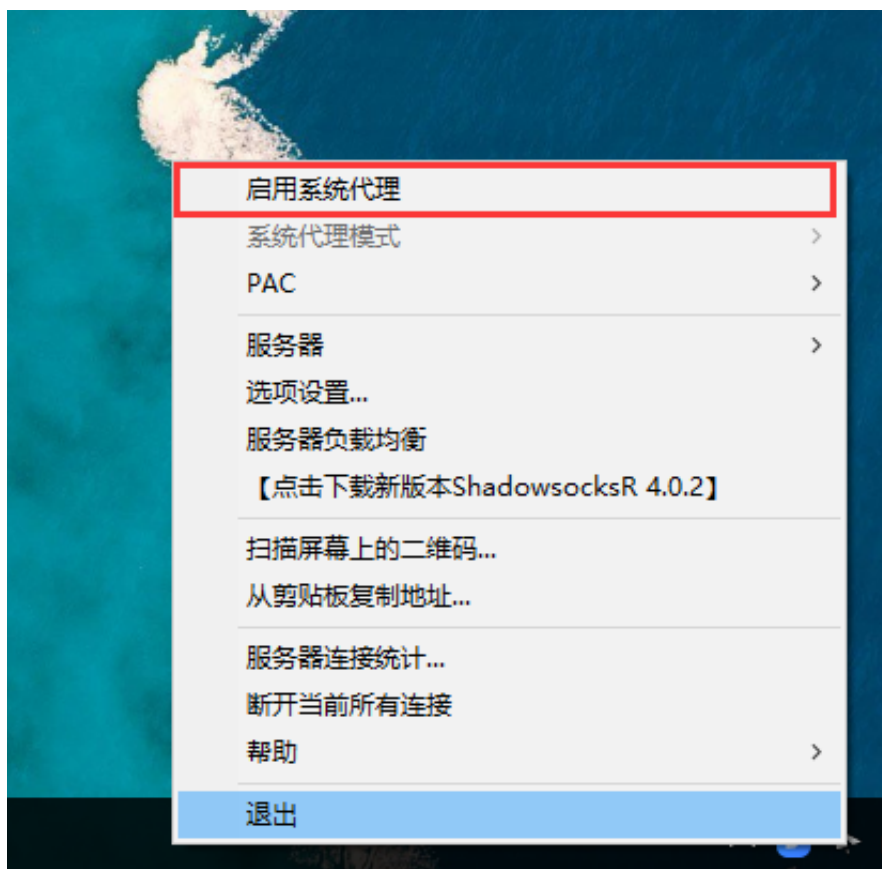 启用系统代理
系统代理模式
PAC
服务器
选项设置...
服务器负载均衡
【点击下载新版本ShadowsocksR 4.0.2】
扫描屏幕上的二维码...
从剪贴板复制地址...
服务器连接统计...
断开当前所有连接
帮助
退出